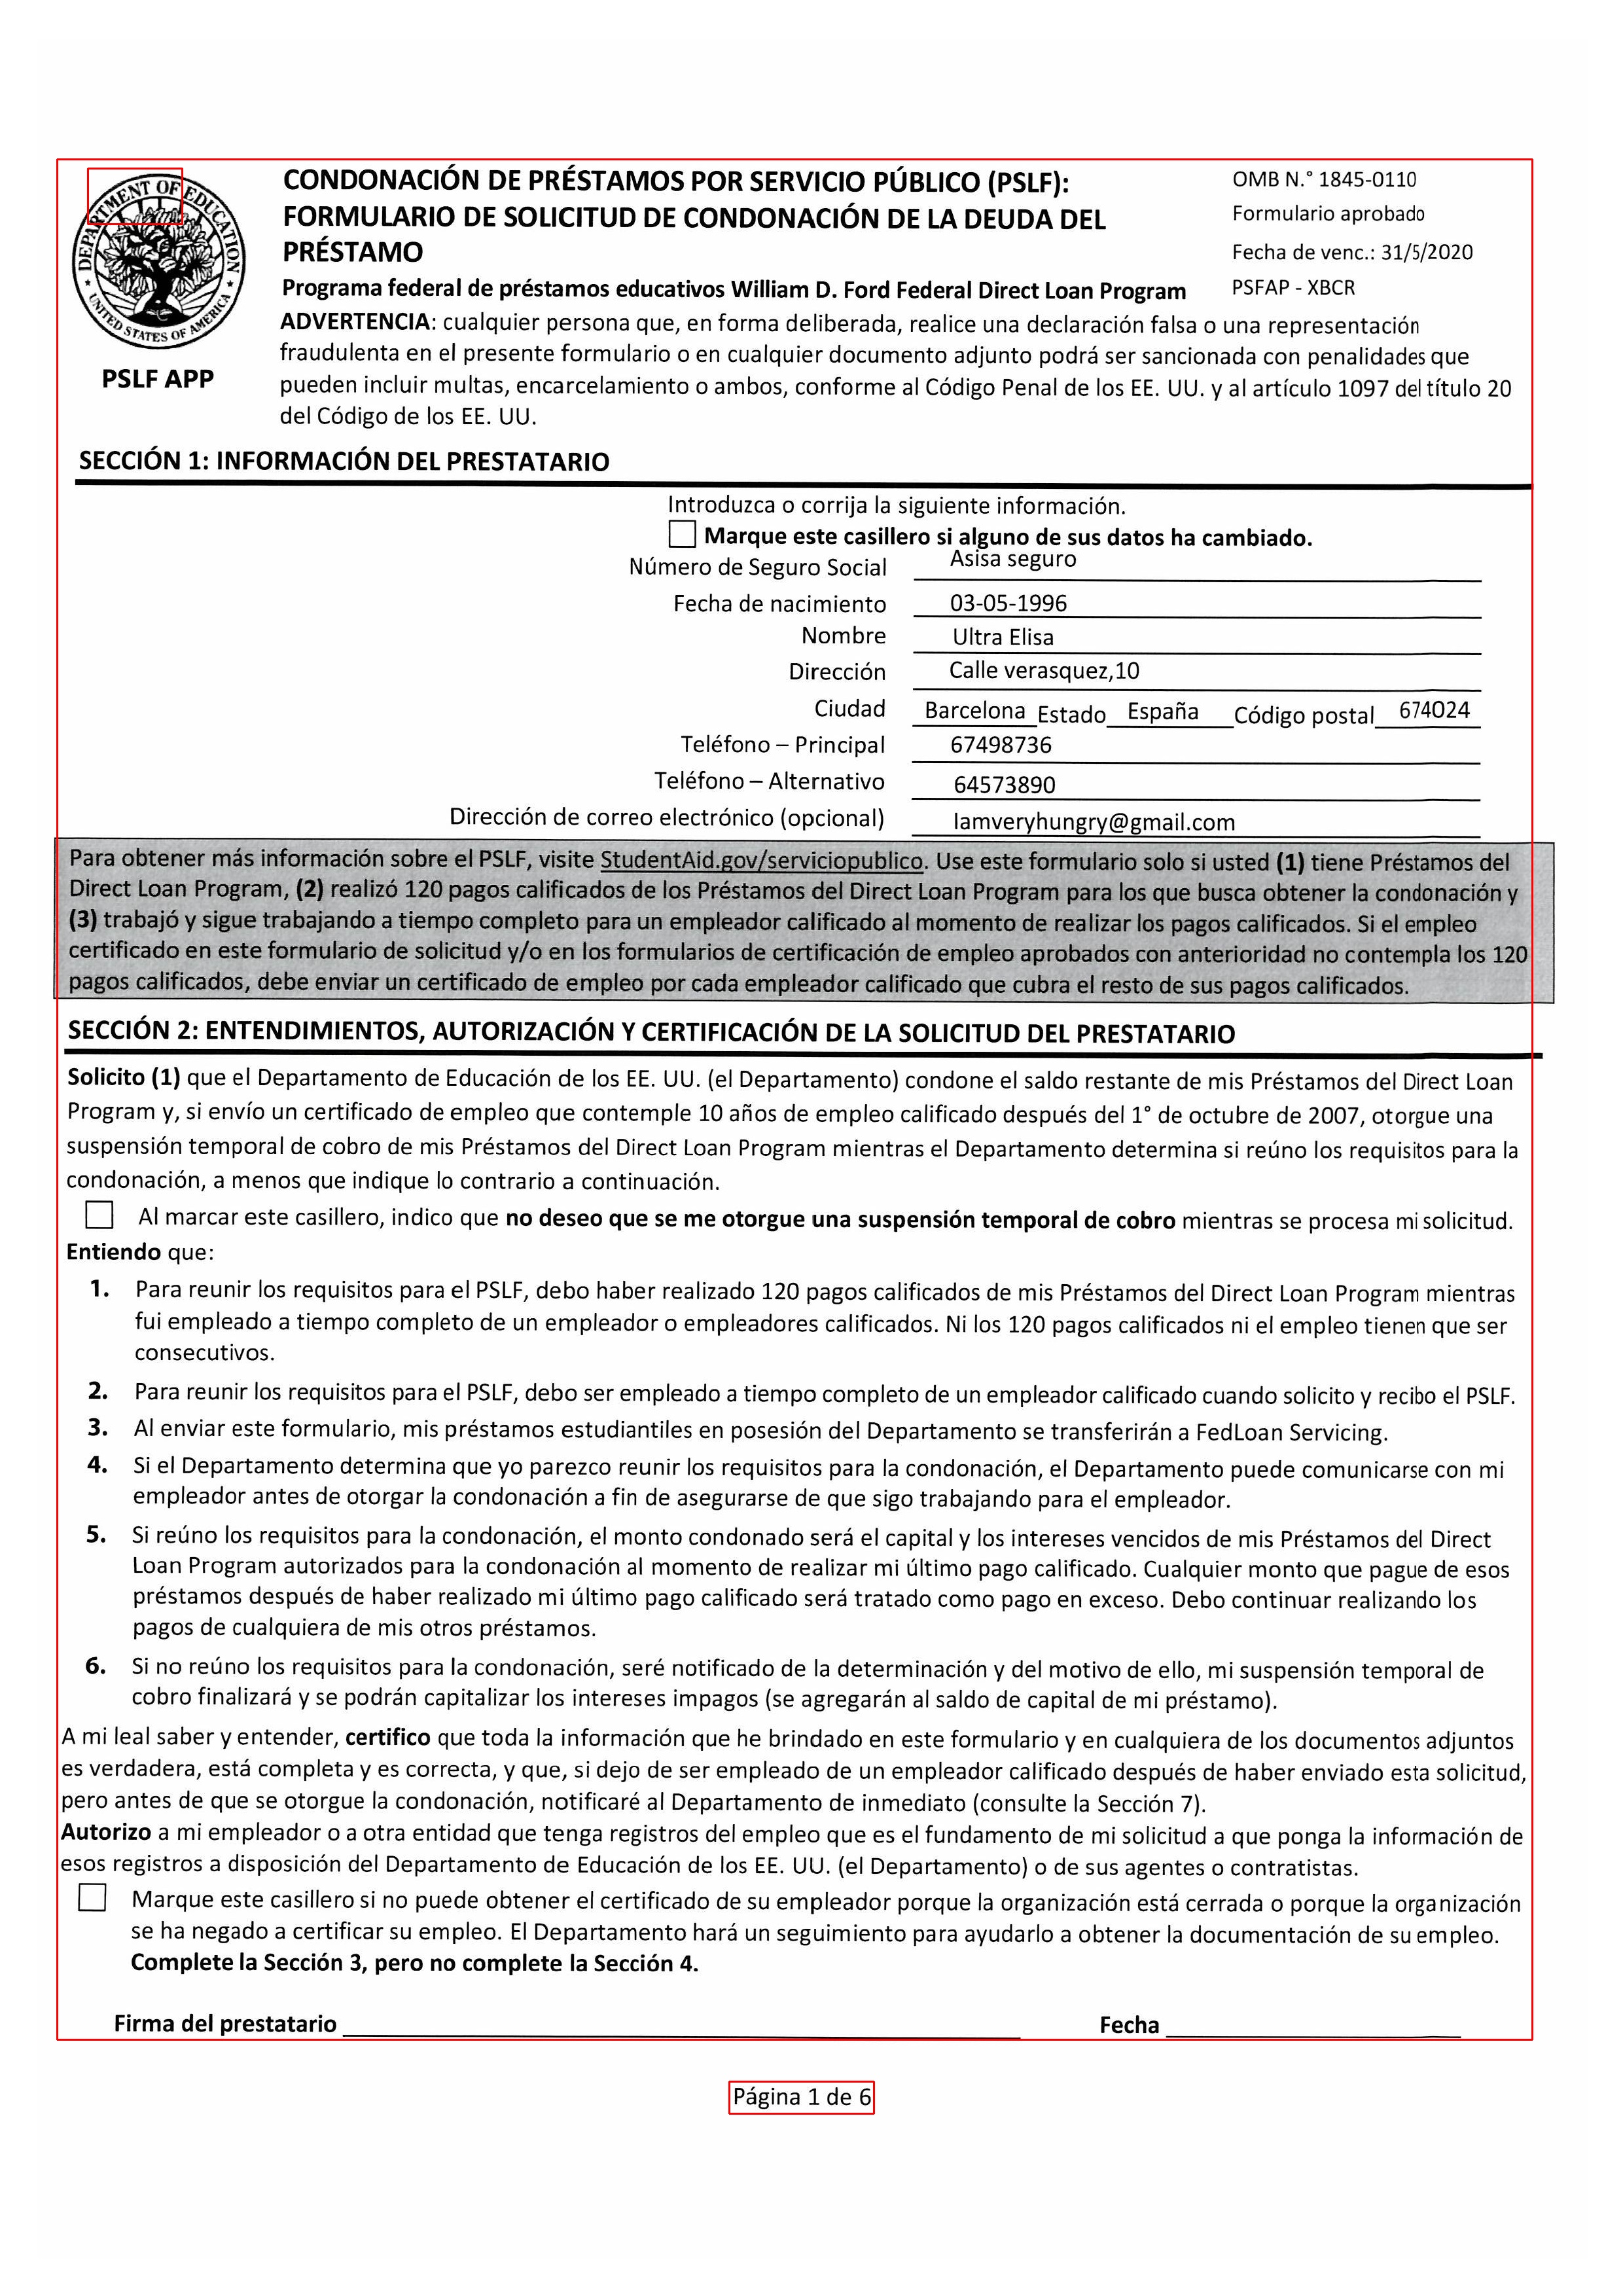 DEPARTMENT OF EDUCATION
UNITED STATES OF AMERICA
PSLF APP
CONDONACIÓN DE PRÉSTAMOS POR SERVICIO PÚBLICO (PSLF):
FORMULARIO DE SOLICITUD DE CONDONACIÓN DE LA DEUDA DEL
PRÉSTAMO
Programa federal de préstamos educativos William D. Ford Federal Direct Loan Program
OMB N.° 1845-0110
Formulario aprobado
Fecha de venc.: 31/5/2020
PSFAP - XBCR
ADVERTENCIA: cualquier persona que, en forma deliberada, realice una declaración falsa o una representación
fraudulenta en el presente formulario o en cualquier documento adjunto podrá ser sancionada con penalidades que
pueden incluir multas, encarcelamiento o ambos, conforme al Código Penal de los EE. UU. y al artículo 1097 del título 20
del Código de los EE. UU.
SECCIÓN 1: INFORMACIÓN DEL PRESTATARIO
Introduzca o corrija la siguiente información.
Marque este casillero si alguno de sus datos ha cambiado.
Número de Seguro Social Asisa seguro
Fecha de nacimiento 03-05-1996
Nombre Ultra Elisa
Dirección Calle verasquez,10
Ciudad Barcelona Estado España Código postal 674024
Teléfono – Principal 67498736
Teléfono – Alternativo 64573890
Dirección de correo electrónico (opcional) Iamveryhungry@gmail.com
Para obtener más información sobre el PSLF, visite StudentAid.gov/serviciopublico. Use este formulario solo si usted (1) tiene Préstamos del
Direct Loan Program, (2) realizó 120 pagos calificados de los Préstamos del Direct Loan Program para los que busca obtener la condonación y
(3) trabajó y sigue trabajando a tiempo completo para un empleador calificado al momento de realizar los pagos calificados. Si el empleo
certificado en este formulario de solicitud y/o en los formularios de certificación de empleo aprobados con anterioridad no contempla los 120
pagos calificados, debe enviar un certificado de empleo por cada empleador calificado que cubra el resto de sus pagos calificados.
SECCIÓN 2: ENTENDIMIENTOS, AUTORIZACIÓN Y CERTIFICACIÓN DE LA SOLICITUD DEL PRESTATARIO
Solicito (1) que el Departamento de Educación de los EE. UU. (el Departamento) condone el saldo restante de mis Préstamos del Direct Loan
Program y, si envío un certificado de empleo que contemple 10 años de empleo calificado después del 1° de octubre de 2007, otorgue una
suspensión temporal de cobro de mis Préstamos del Direct Loan Program mientras el Departamento determina si reúno los requisitos para la
condonación, a menos que indique lo contrario a continuación.
Al marcar este casillero, indico que no deseo que se me otorgue una suspensión temporal de cobro mientras se procesa mi solicitud.
Entiendo que:
1. Para reunir los requisitos para el PSLF, debo haber realizado 120 pagos calificados de mis Préstamos del Direct Loan Program mientras
fui empleado a tiempo completo de un empleador o empleadores calificados. Ni los 120 pagos calificados ni el empleo tienen que ser
consecutivos.
2. Para reunir los requisitos para el PSLF, debo ser empleado a tiempo completo de un empleador calificado cuando solicito y recibo el PSLF.
3. Al enviar este formulario, mis préstamos estudiantiles en posesión del Departamento se transferirán a FedLoan Servicing.
4. Si el Departamento determina que yo parezco reunir los requisitos para la condonación, el Departamento puede comunicarse con mi
empleador antes de otorgar la condonación a fin de asegurarse de que sigo trabajando para el empleador.
5. Si reúno los requisitos para la condonación, el monto condonado será el capital y los intereses vencidos de mis Préstamos del Direct
Loan Program autorizados para la condonación al momento de realizar mi último pago calificado. Cualquier monto que pague de esos
préstamos después de haber realizado mi último pago calificado será tratado como pago en exceso. Debo continuar realizando los
pagos de cualquiera de mis otros préstamos.
6. Si no reúno los requisitos para la condonación, seré notificado de la determinación y del motivo de ello, mi suspensión temporal de
cobro finalizará y se podrán capitalizar los intereses impagos (se agregarán al saldo de capital de mi préstamo).
A mi leal saber y entender, certifico que toda la información que he brindado en este formulario y en cualquiera de los documentos adjuntos
es verdadera, está completa y es correcta, y que, si dejo de ser empleado de un empleador calificado después de haber enviado esta solicitud,
pero antes de que se otorgue la condonación, notificaré al Departamento de inmediato (consulte la Sección 7).
Autorizo a mi empleador o a otra entidad que tenga registros del empleo que es el fundamento de mi solicitud a que ponga la información de
esos registros a disposición del Departamento de Educación de los EE. UU. (el Departamento) o de sus agentes o contratistas.
Marque este casillero si no puede obtener el certificado de su empleador porque la organización está cerrada o porque la organización
se ha negado a certificar su empleo. El Departamento hará un seguimiento para ayudarlo a obtener la documentación de su empleo.
Complete la Sección 3, pero no complete la Sección 4.
Firma del prestatario Fecha
Página 1 de 6